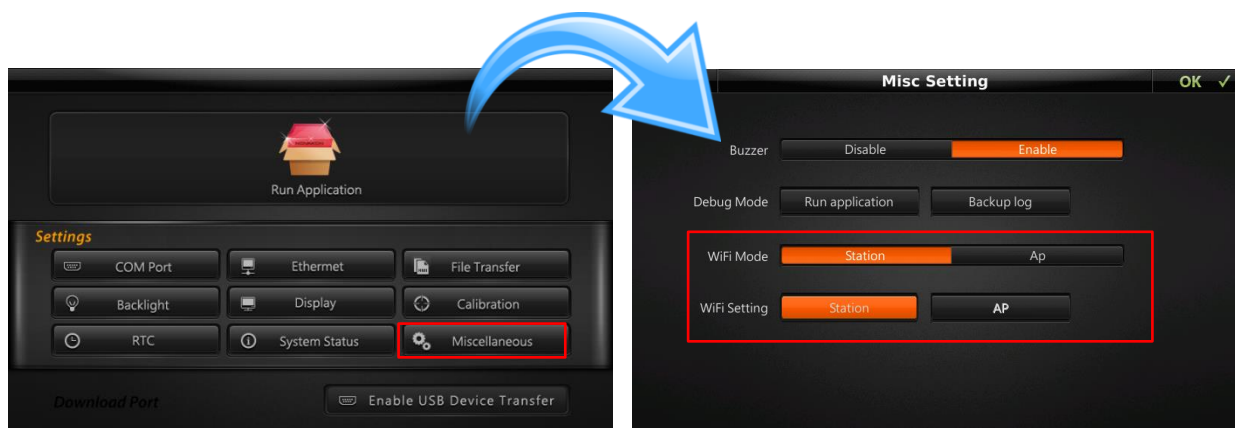 Run Application
Settings
COM Port Ethernet File Transfer
Backlight Display Calibration
RTC System Status Miscellaneous
Download Port Enable USB Device Transfer
Misc Setting OK ✓
Buzzer Disable Enable
Debug Mode Run application Backup log
WiFi Mode Station Ap
WiFi Setting Station AP